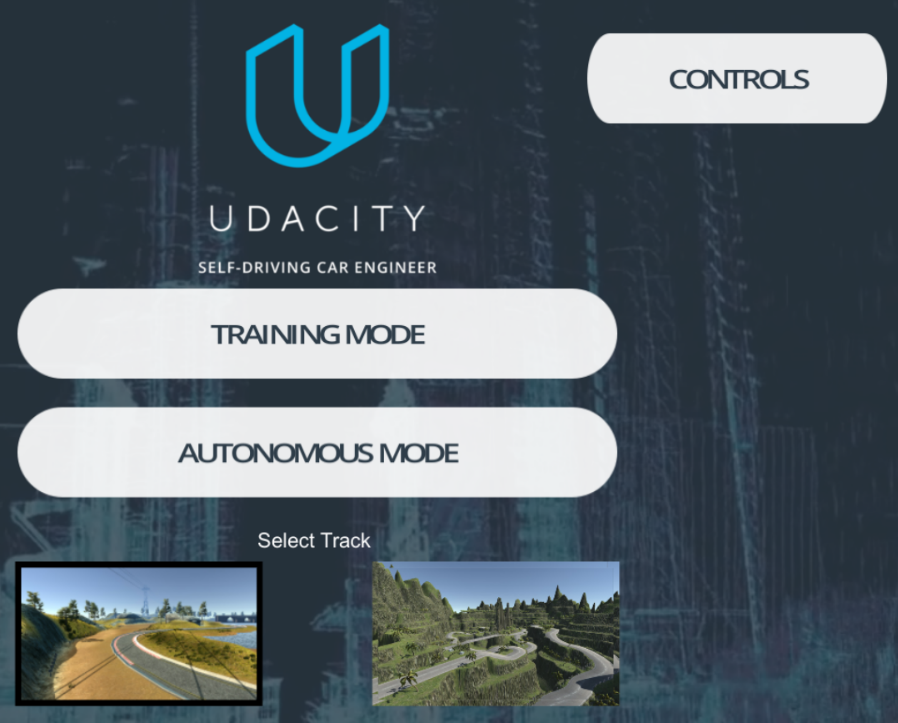 UDACITY
SELF-DRIVING CAR ENGINEER
CONTROLS
TRAINING MODE
AUTONOMOUS MODE
Select Track